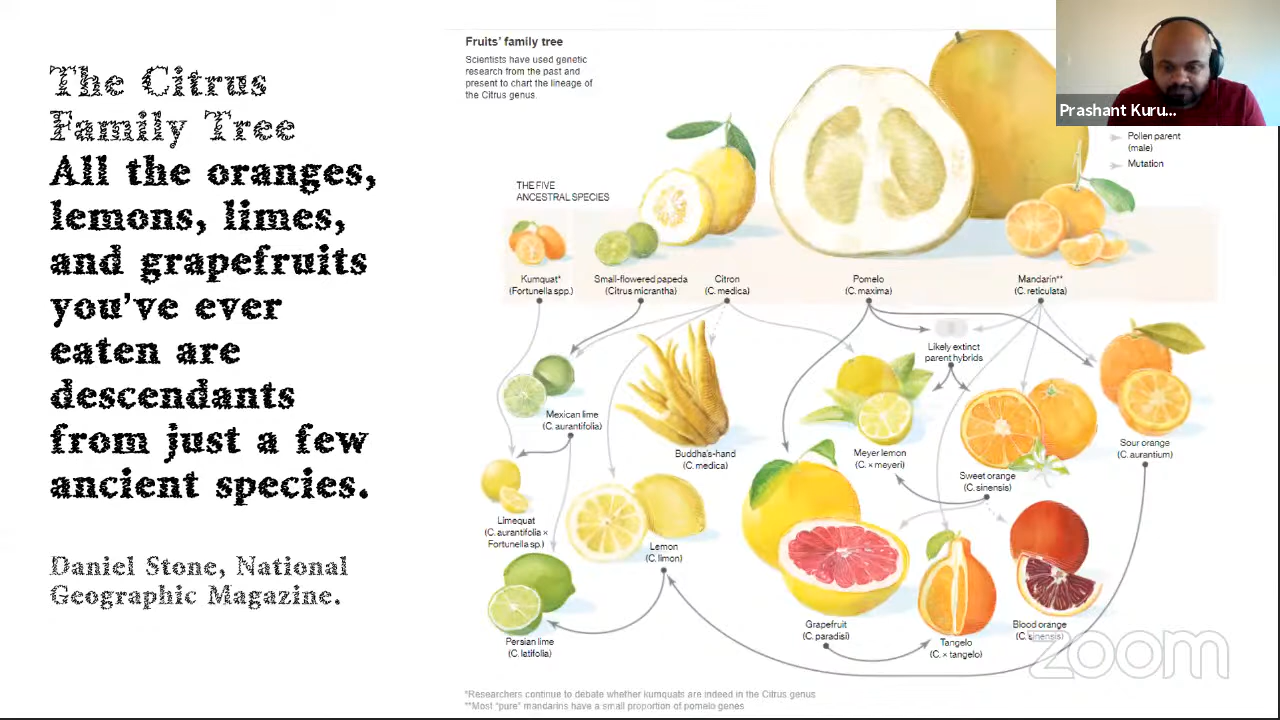 The Citrus
Family Tree
All the oranges,
lemons, limes,
and grapefruits
you've ever
eaten are
descendants
from just a few
ancient species.
Daniel Stone, National
Geographic Magazine.
Fruits' family tree
Scientists have used genetic
research from the past and
present to chart the lineage of
the Citrus genus.
Prashant Kuru...
Pollen parent
(male)
Mutation
THE FIVE
ANCESTRAL SPECIES
Kumquat*
(Fortunella spp.)
Small-flowered papeda
(Citrus micrantha)
Citron
(C. medica)
Pomelo
(C. maxima)
Mandarin**
(C. reticulata)
Likely extinct
parent hybrids
Mexican lime
(C. aurantifolia)
Buddha's-hand
(C. medica)
Meyer lemon
(C. × meyeri)
Sweet orange
(C. sinensis)
Sour orange
(C. aurantium)
Limequat
(C. aurantifolia ×
Fortunella sp.)
Lemon
(C. limon)
Persian lime
(C. latifolia)
Grapefruit
(C. paradisi)
Tangelo
(C. × tangelo)
Blood orange
(C. sinensis)
zoom
*Researchers continue to debate whether kumquats are indeed in the Citrus genus
**Most "pure" mandarins have a small proportion of pomelo genes